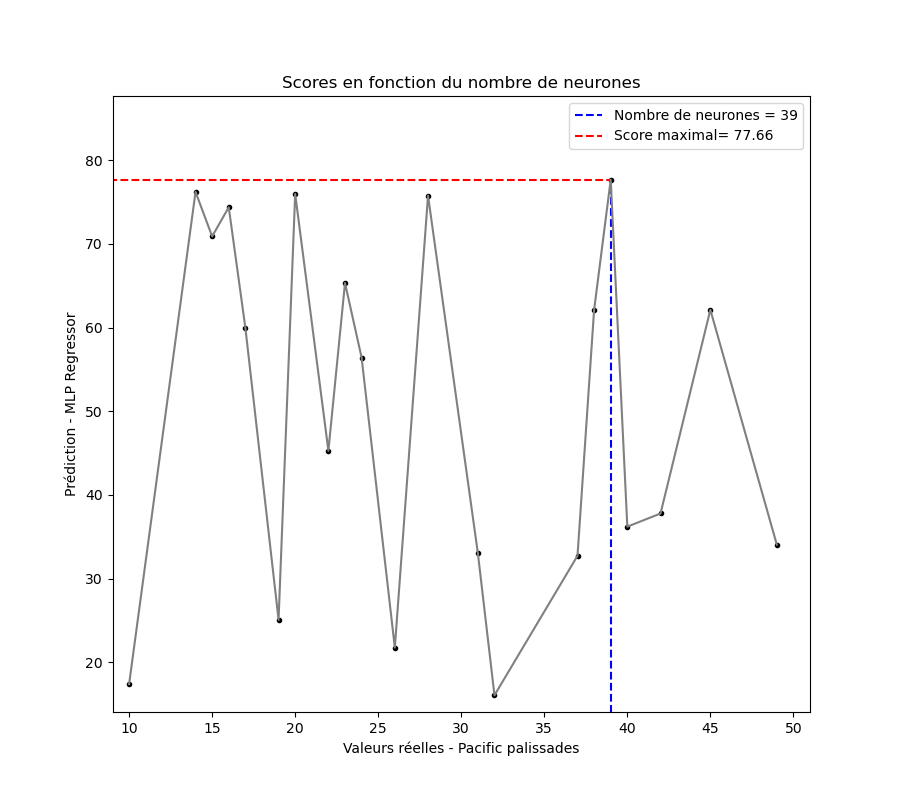 Scores en fonction du nombre de neurones
Nombre de neurones = 39
Score maximal= 77.66
80
70
60
50
40
30
20
Prédiction - MLP Regressor
10 15 20 25 30 35 40 45 50
Valeurs réelles - Pacific palissades